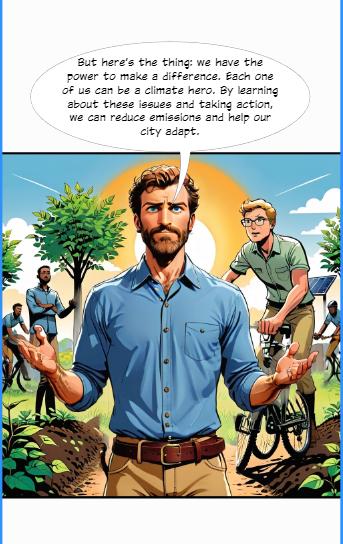 But here's the thing: we have the
power to make a difference. Each one
of us can be a climate hero. By learning
about these issues and taking action,
we can reduce emissions and help our
city adapt.